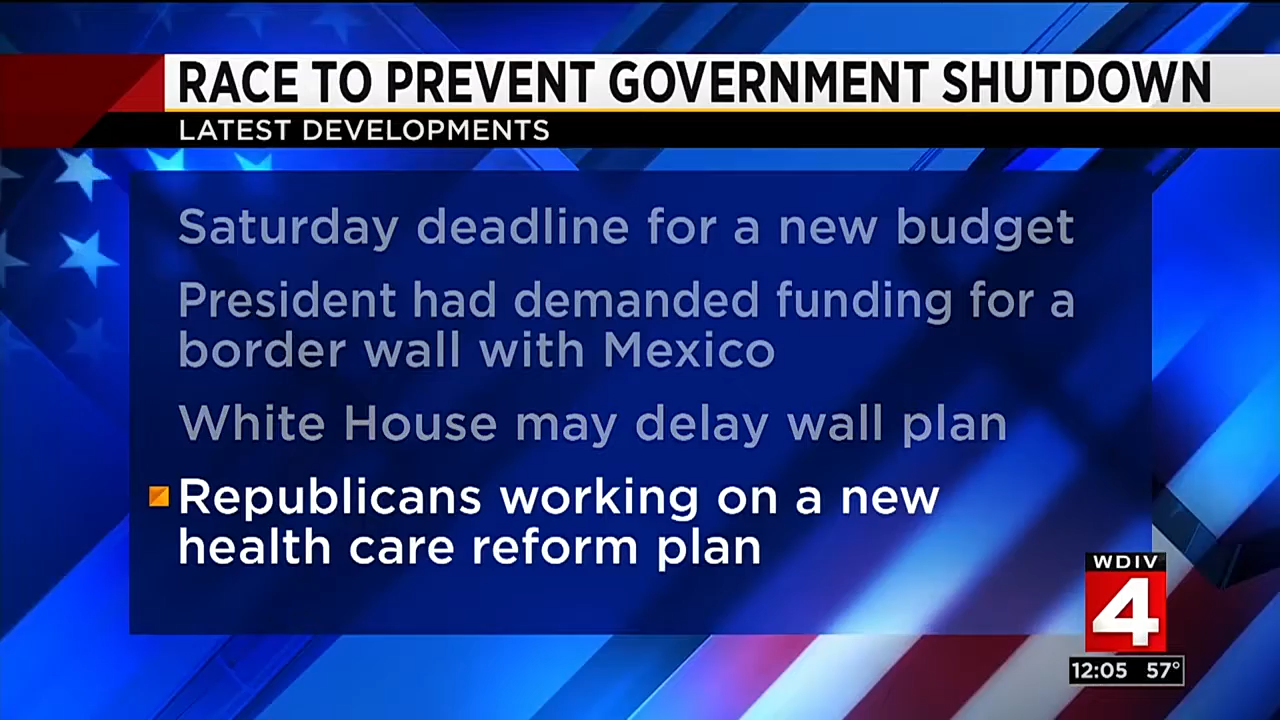 RACE TO PREVENT GOVERNMENT SHUTDOWN
LATEST DEVELOPMENTS
Saturday deadline for a new budget
President had demanded funding for a
border wall with Mexico
White House may delay wall plan
Republicans working on a new
health care reform plan
WDIV
4
12:05 57°